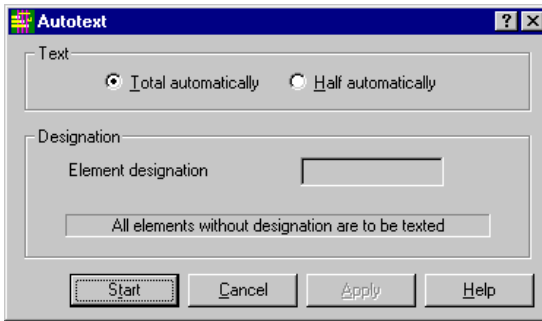 Autotext
Text
Total automatically Half automatically
Designation
Element designation
All elements without designation are to be texted
Start Cancel Apply Help